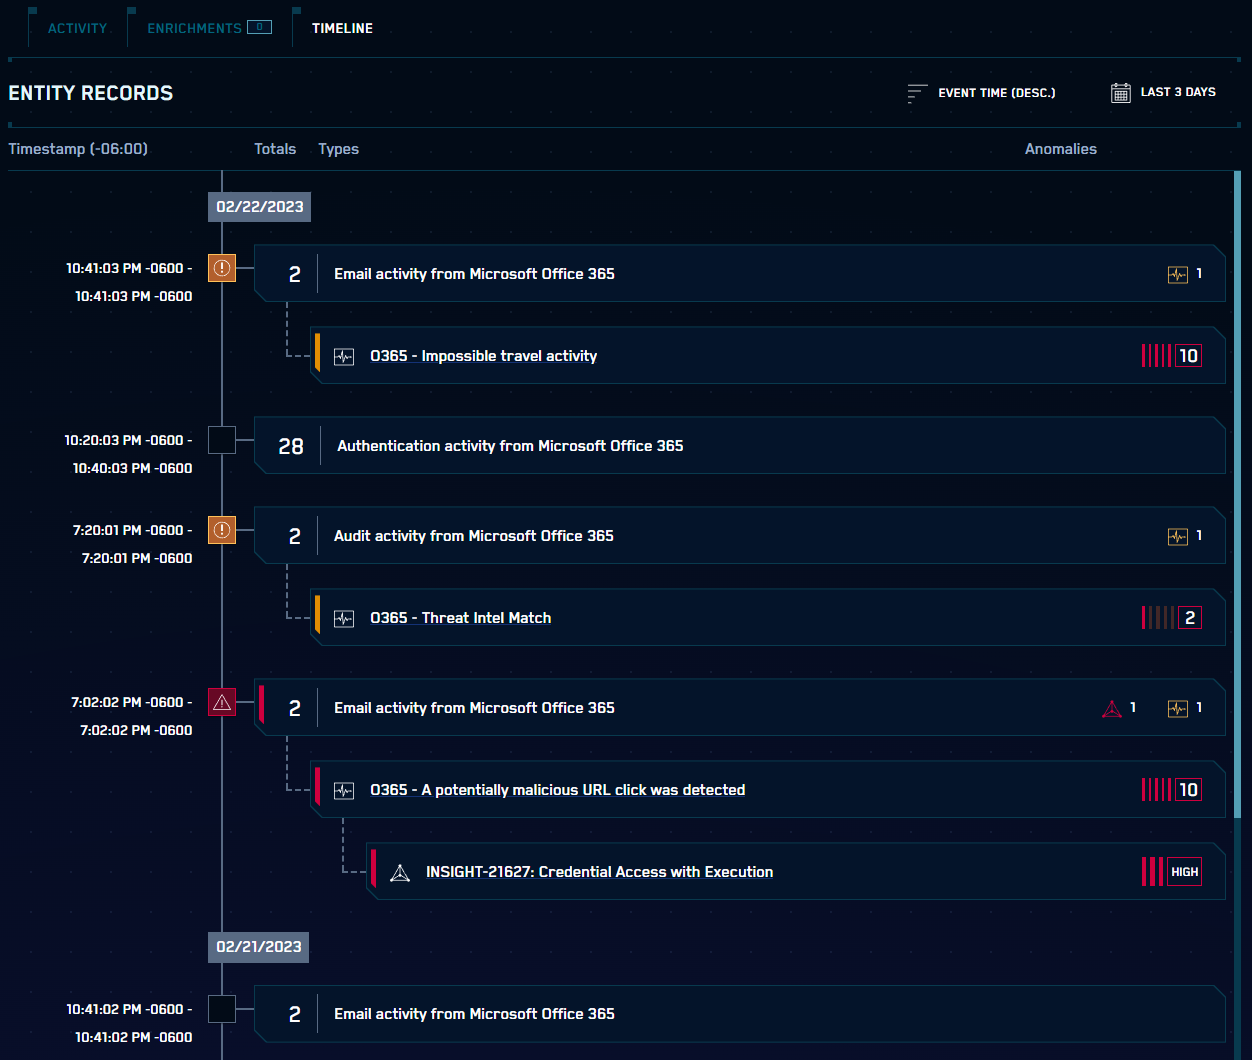 ACTIVITY ENRICHMENTS 0 TIMELINE
ENTITY RECORDS EVENT TIME (DESC.) LAST 3 DAYS
Timestamp (-06:00) Totals Types Anomalies
02/22/2023
10:41:03 PM -0600 - 2 Email activity from Microsoft Office 365 1
10:41:03 PM -0600
O365 - Impossible travel activity 10
10:20:03 PM -0600 - 28 Authentication activity from Microsoft Office 365
10:40:03 PM -0600
7:20:01 PM -0600 - 2 Audit activity from Microsoft Office 365 1
7:20:01 PM -0600
O365 - Threat Intel Match 2
7:02:02 PM -0600 - 2 Email activity from Microsoft Office 365 1 1
7:02:02 PM -0600
O365 - A potentially malicious URL click was detected 10
INSIGHT-21627: Credential Access with Execution HIGH
02/21/2023
10:41:02 PM -0600 - 2 Email activity from Microsoft Office 365
10:41:02 PM -0600